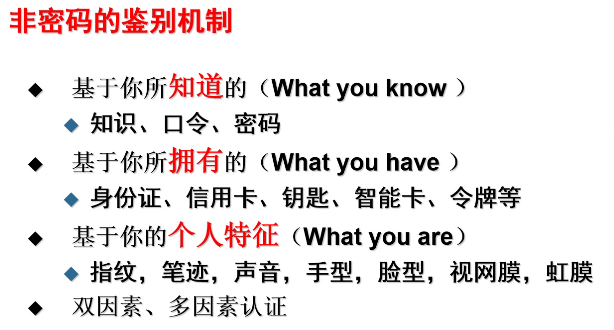 非密码的鉴别机制
基于你所知道的（What you know ）
知识、口令、密码
基于你所拥有的（What you have ）
身份证、信用卡、钥匙、智能卡、令牌等
基于你的个人特征（What you are）
指纹，笔迹，声音，手型，脸型，视网膜，虹膜
双因素、多因素认证